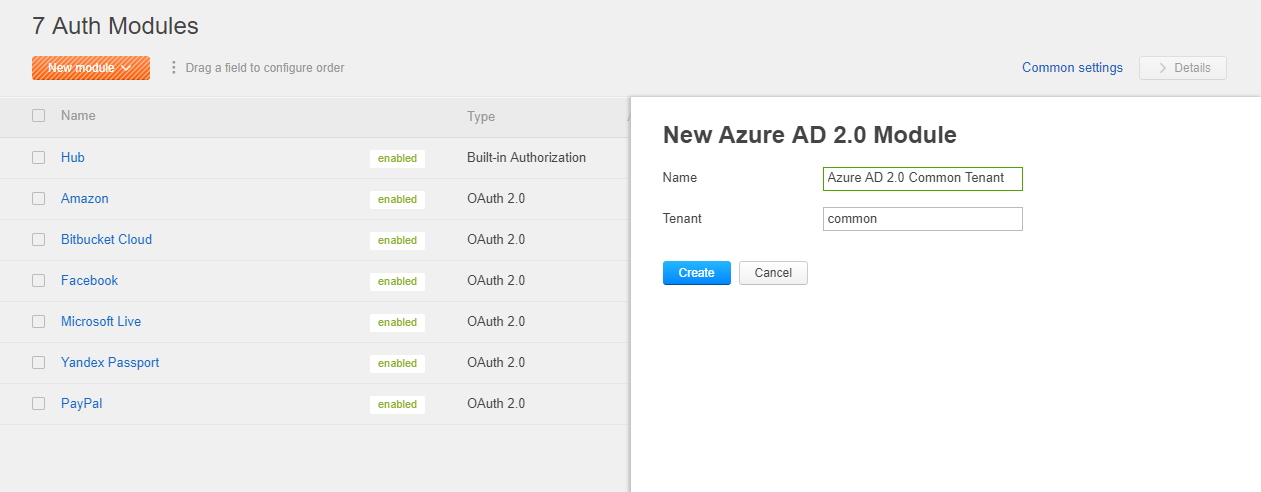 7 Auth Modules
New module
Drag a field to configure order
Common settings
Details
Name
Type
Hub
enabled
Built-in Authorization
Amazon
enabled
OAuth 2.0
Bitbucket Cloud
enabled
OAuth 2.0
Facebook
enabled
OAuth 2.0
Microsoft Live
enabled
OAuth 2.0
Yandex Passport
enabled
OAuth 2.0
PayPal
enabled
OAuth 2.0
New Azure AD 2.0 Module
Name
Azure AD 2.0 Common Tenant
Tenant
common
Create
Cancel